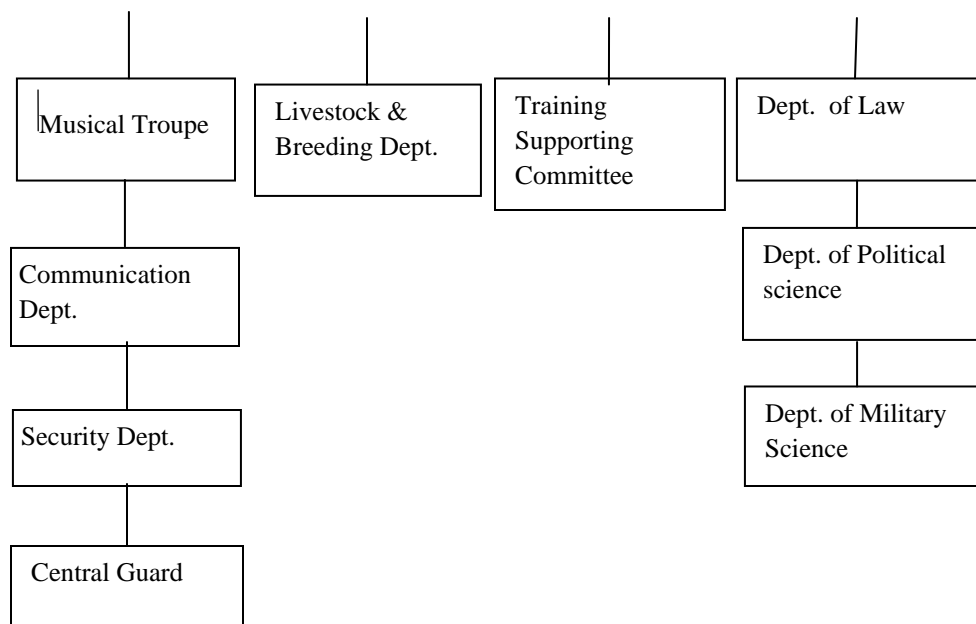 Musical Troupe
Livestock &
Breeding Dept.
Training
Supporting
Committee
Dept. of Law
Communication
Dept.
Dept. of Political
science
Security Dept.
Dept. of Military
Science
Central Guard